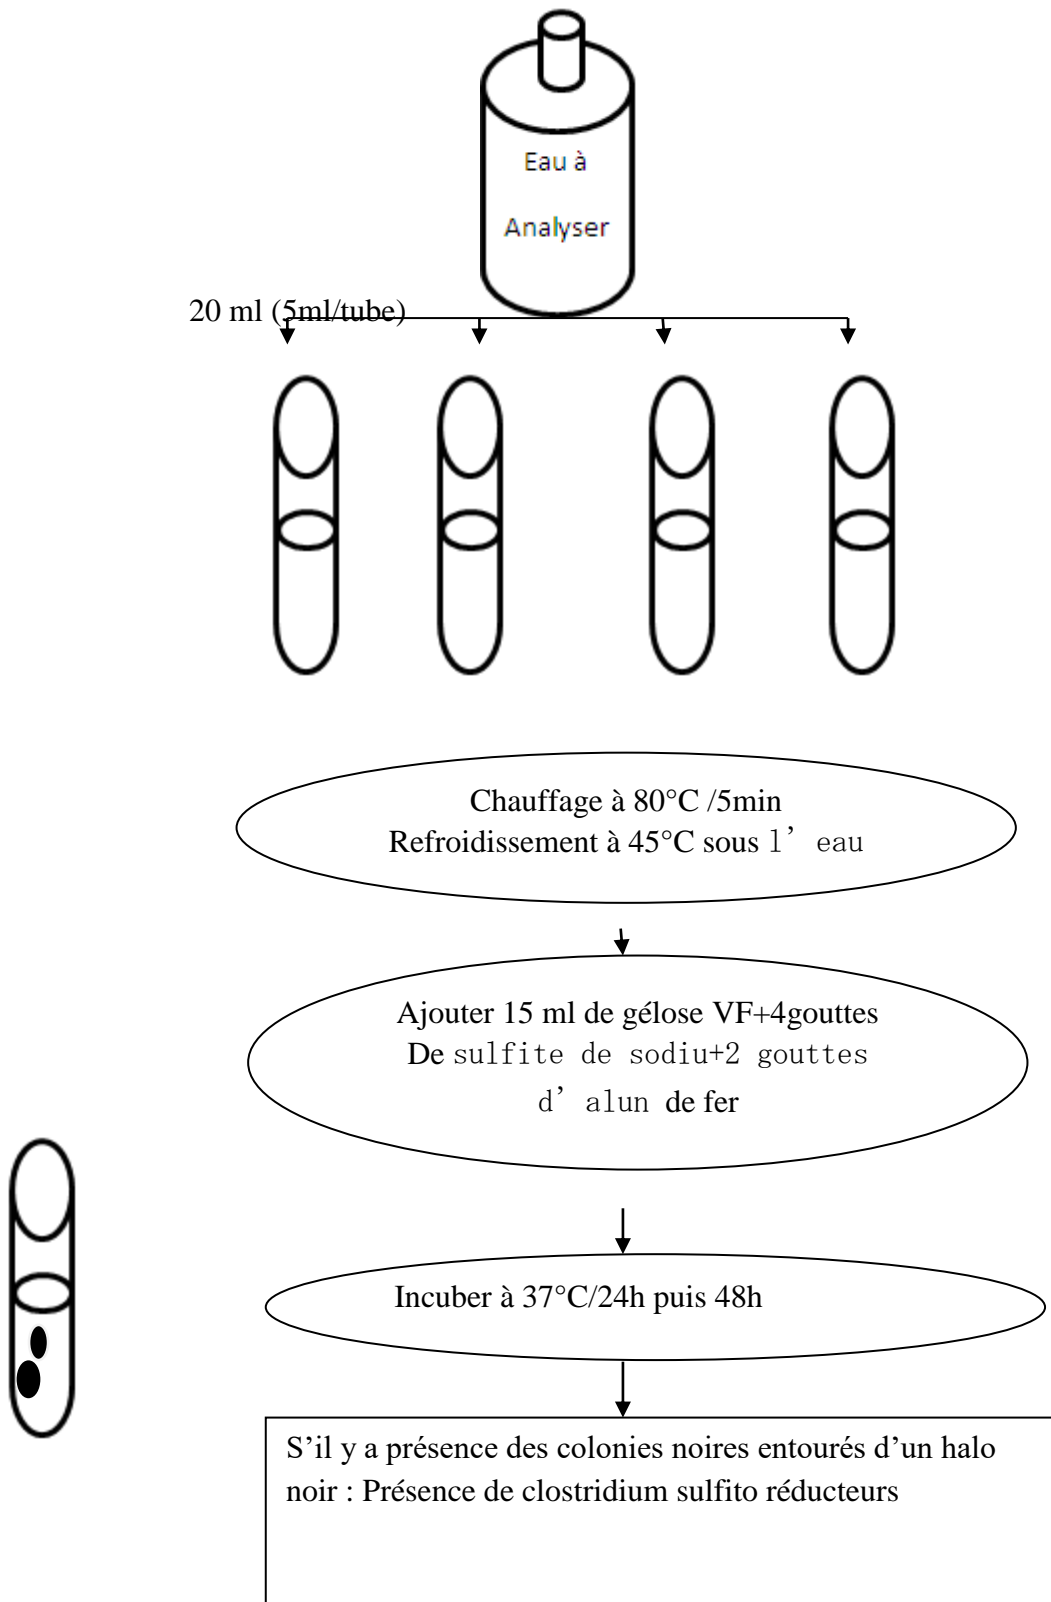 Eau à
Analyser
20 ml (5ml/tube)
Chauffage à 80°C /5min
Refroidissement à 45°C sous l’eau
Ajouter 15 ml de gélose VF+4gouttes
De sulfite de sodiu+2 gouttes
d’alun de fer
Incuber à 37°C/24h puis 48h
S’il y a présence des colonies noires entourés d’un halo
noir : Présence de clostridium sulfito réducteurs